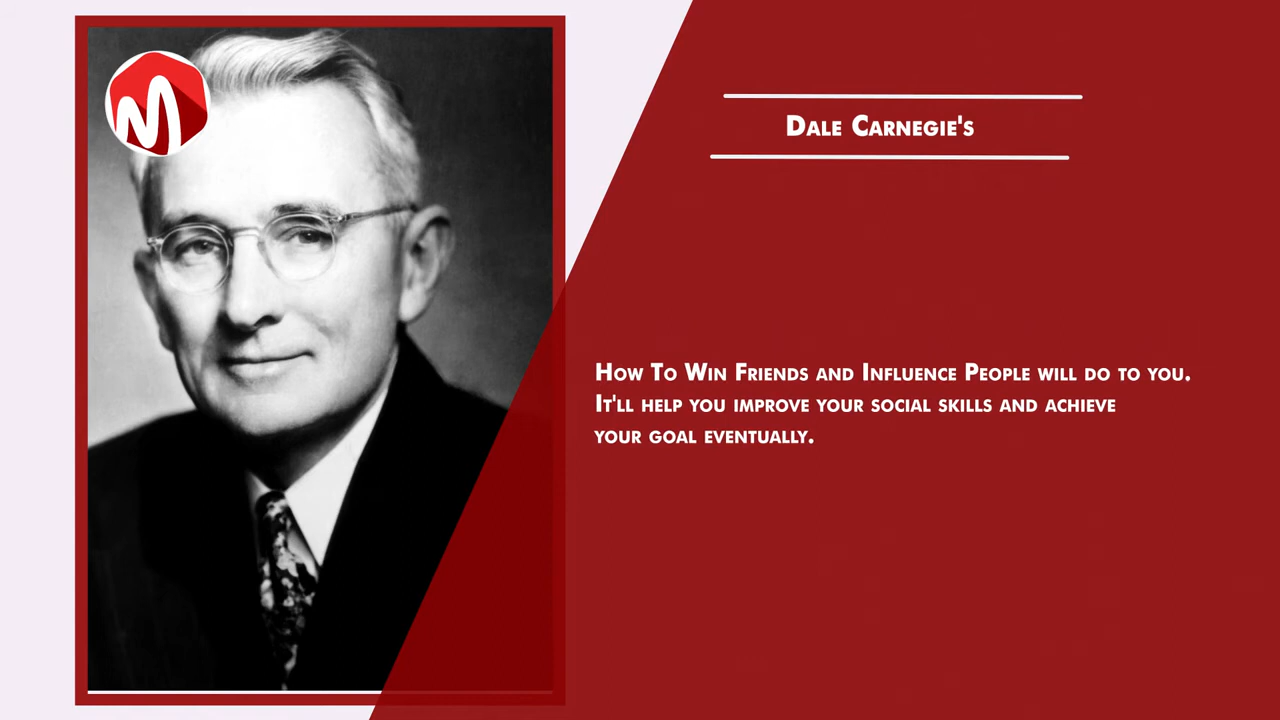 M
Dale Carnegie's
How To Win Friends and Influence People will do to you.
It'll help you improve your social skills and achieve
your goal eventually.